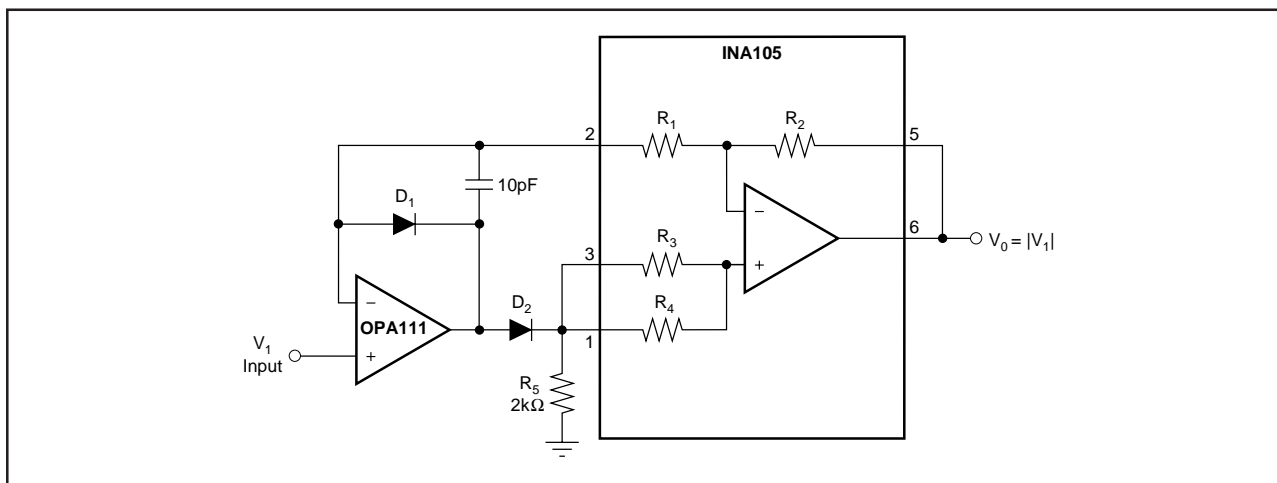 INA105
R1
R2
2
5
10pF
D1
R3
3
−
+
6
V0 = |V1|
D2
R4
−
OPA111
+
1
V1
Input
R5
2kΩ